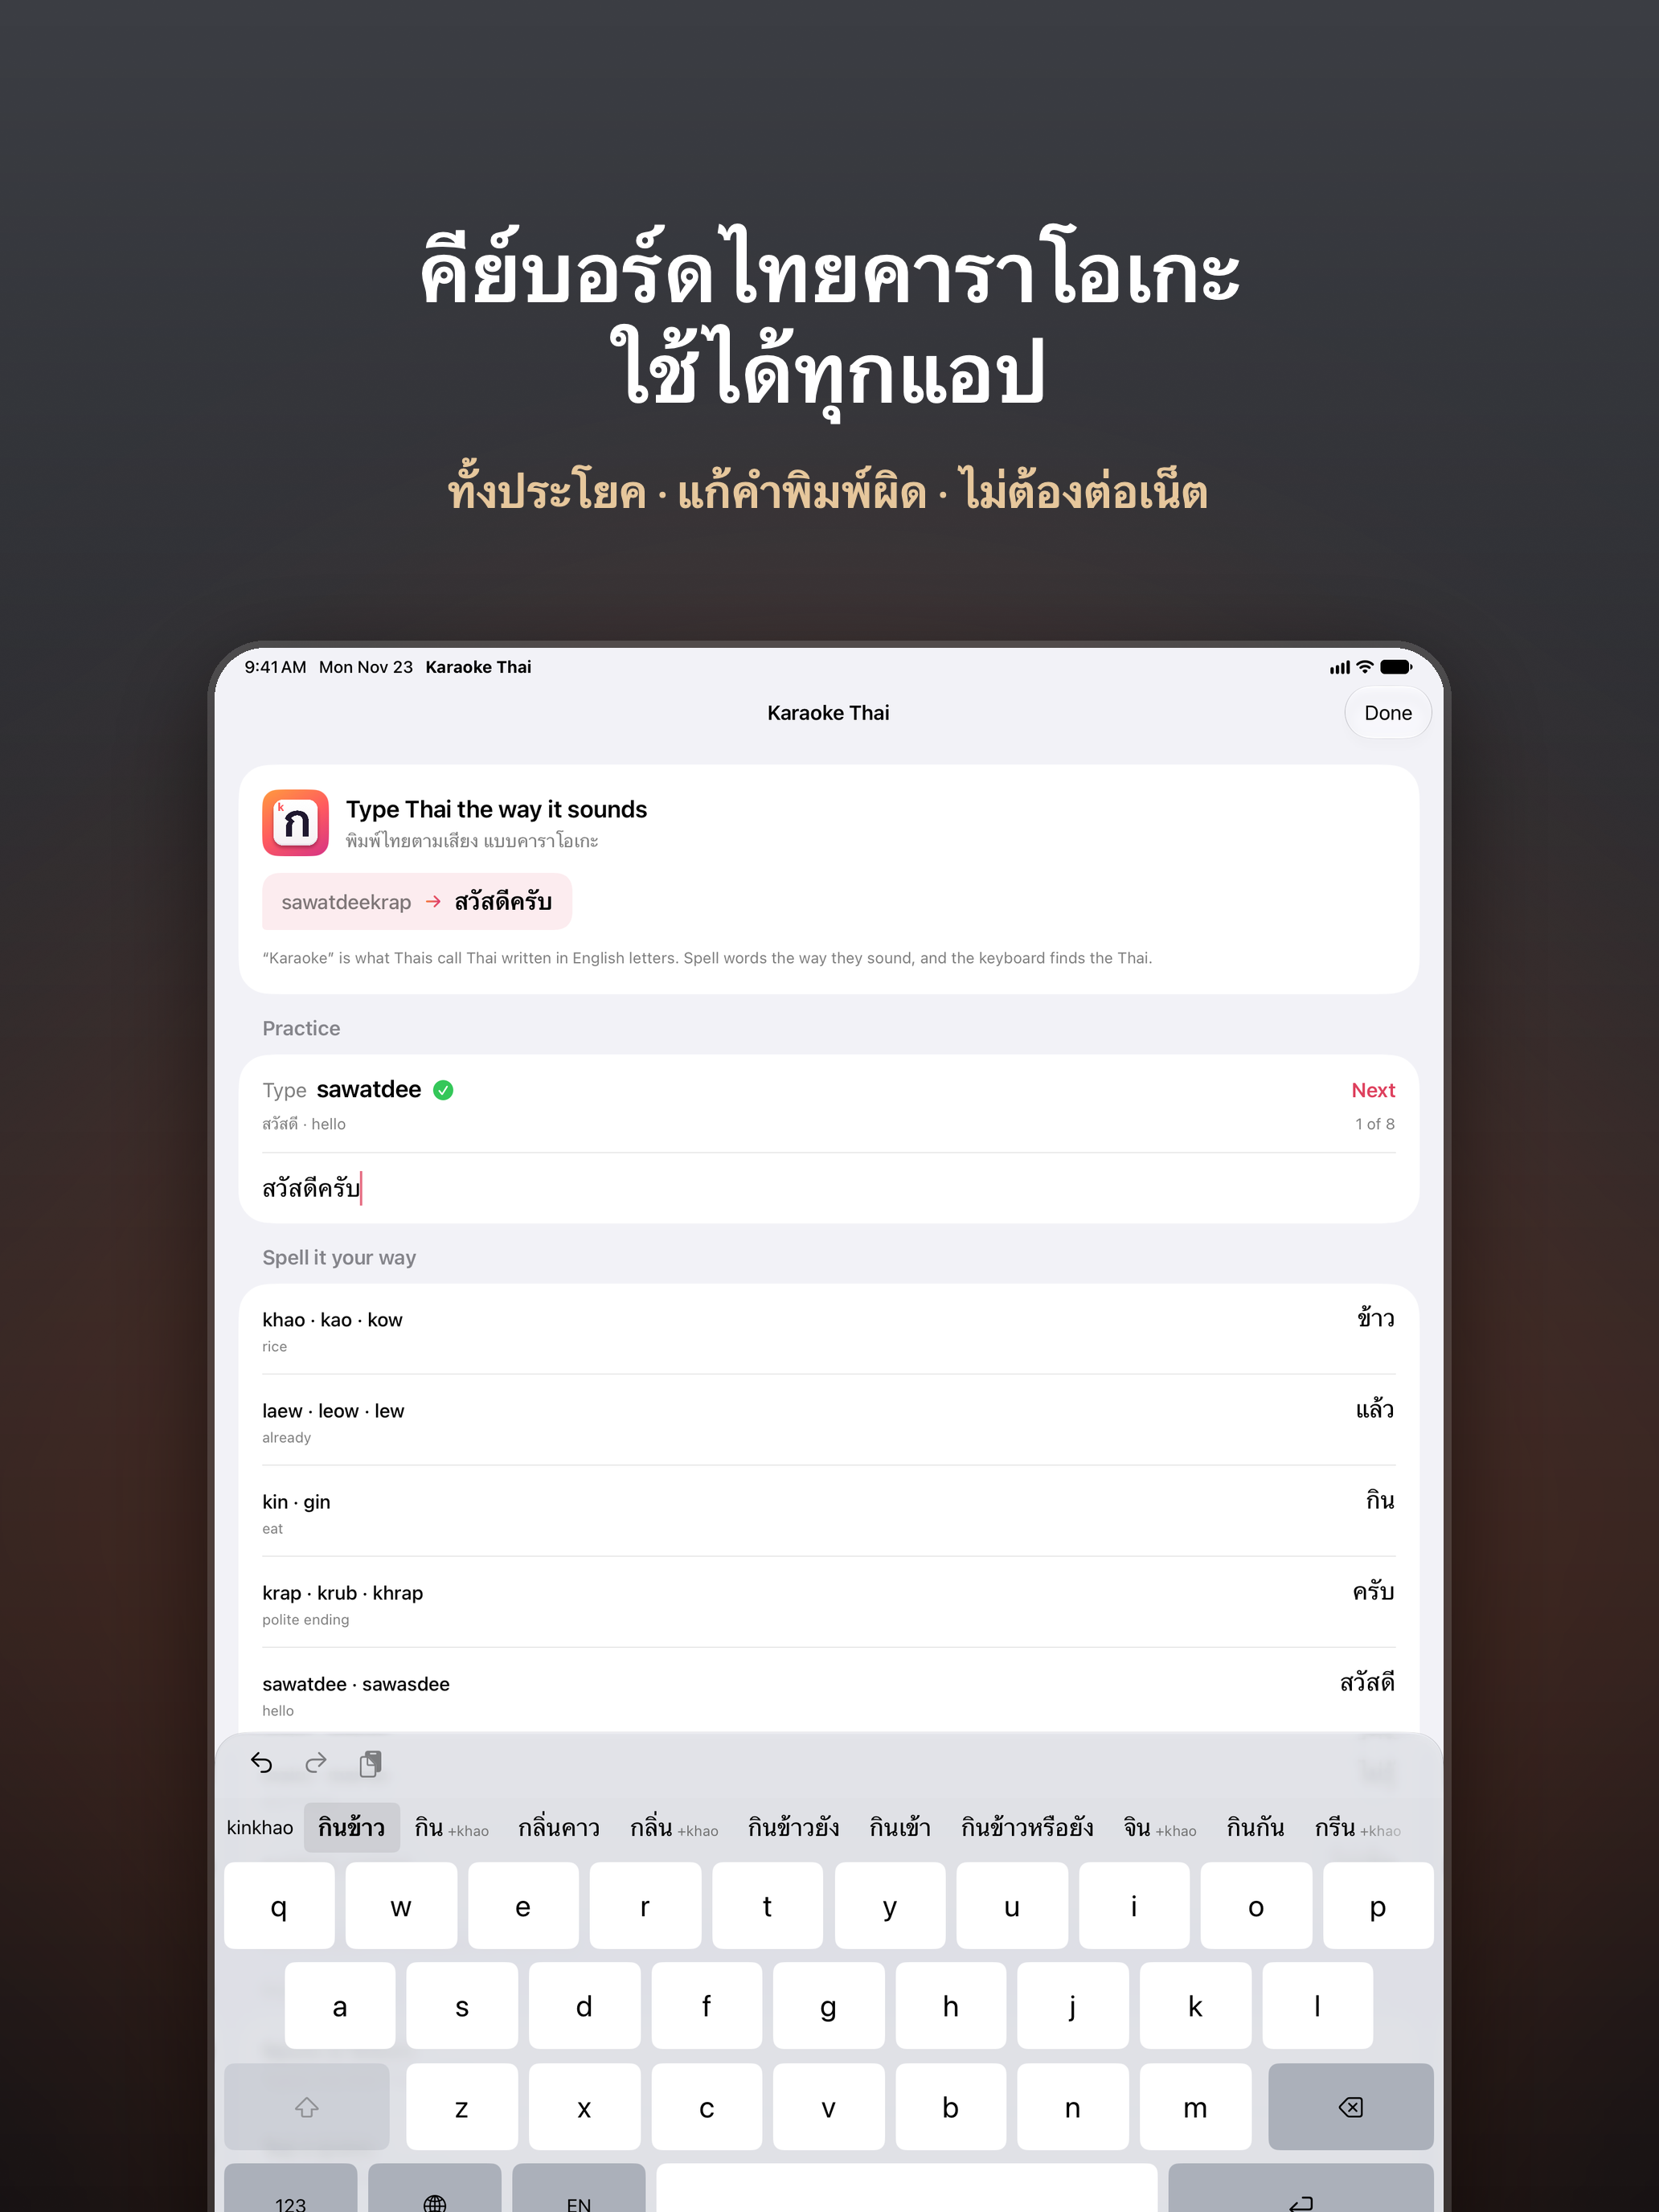 คีย์บอร์ดไทยคาราโอเกะ
ใช้ได้ทุกแอป
ทั้งประโยค · แก้คำพิมพ์ผิด · ไม่ต้องต่อเน็ต
9:41 AM Mon Nov 23 Karaoke Thai
Karaoke Thai
Done
k
ก
Type Thai the way it sounds
พิมพ์ไทยตามเสียง แบบคาราโอเกะ
sawatdeekrap → สวัสดีครับ
“Karaoke” is what Thais call Thai written in English letters. Spell words the way they sound, and the keyboard finds the Thai.
Practice
Type sawatdee
Next
สวัสดี · hello
1 of 8
สวัสดีครับ
Spell it your way
khao · kao · kow
ข้าว
rice
laew · leow · lew
แล้ว
already
kin · gin
กิน
eat
krap · krub · khrap
ครับ
polite ending
sawatdee · sawasdee
สวัสดี
hello
kinkhao กินข้าว กิน +khao กลิ่นคาว กลิ่น +khao กินข้าวยัง กินเข้า กินข้าวหรือยัง จิน +khao กินกัน กรีน +khao
q w e r t y u i o p
a s d f g h j k l
z x c v b n m
123 EN